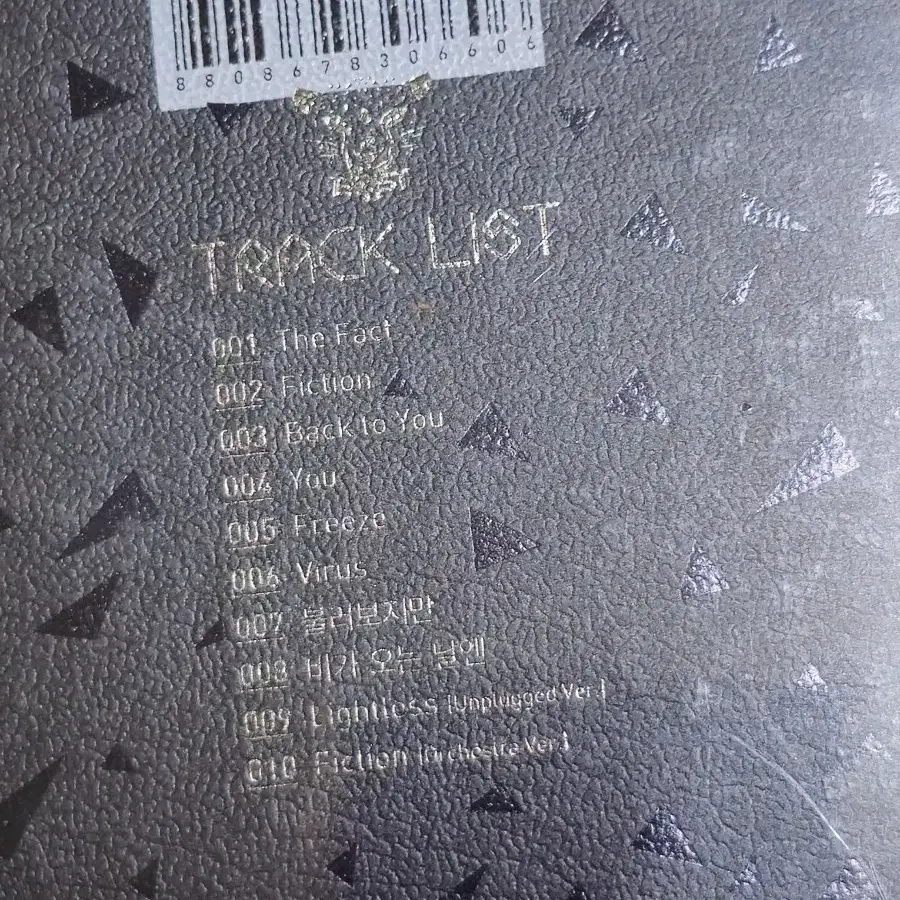 8808678306606
TRACK LIST
001 The Fact
002 Fiction
003 Back to You
004 You
005 Freeze
006 Virus
007 불러보지만
008 비가 오는 날엔
009 Lightless [Unplugged Ver.]
010 Fiction [Orchestra Ver.]